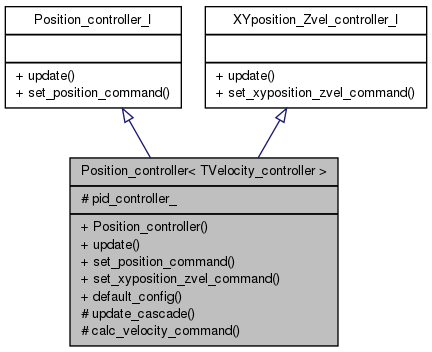 Position_controller_I
+ update()
+ set_position_command()
XYposition_Zvel_controller_I
+ update()
+ set_xyposition_zvel_command()
Position_controller< TVelocity_controller >
# pid_controller_
+ Position_controller()
+ update()
+ set_position_command()
+ set_xyposition_zvel_command()
+ default_config()
# update_cascade()
# calc_velocity_command()